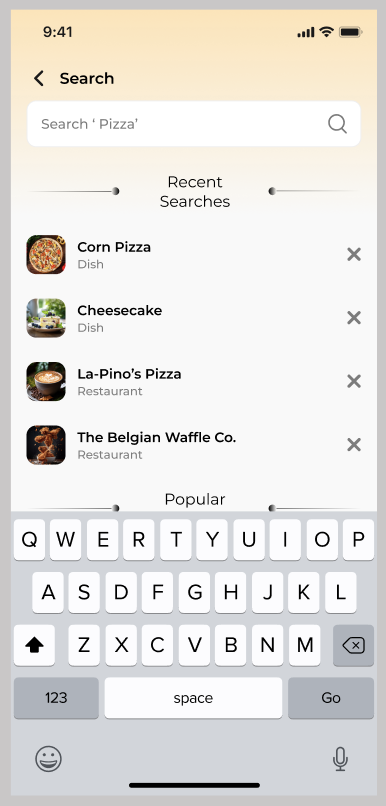 9:41
Search
Search ‘ Pizza’
Recent
Searches
Corn Pizza
Dish
Cheesecake
Dish
La-Pino’s Pizza
Restaurant
The Belgian Waffle Co.
Restaurant
Popular
Q W E R T Y U I O P
A S D F G H J K L
Z X C V B N M
123 space Go